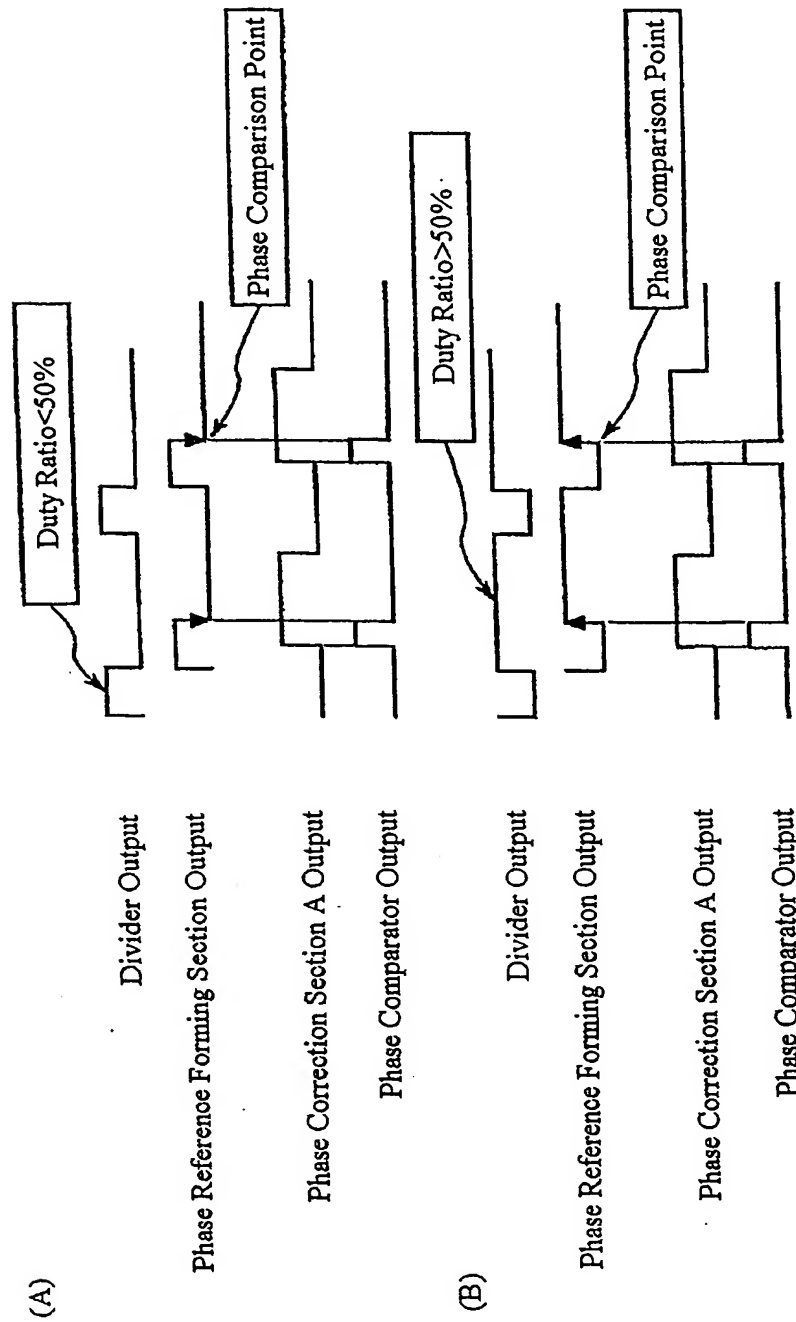 (A)
Duty Ratio<50%
Divider Output
Phase Reference Forming Section Output
Phase Comparison Point
Phase Correction Section A Output
Phase Comparator Output
(B)
Duty Ratio>50%
Divider Output
Phase Reference Forming Section Output
Phase Comparison Point
Phase Correction Section A Output
Phase Comparator Output